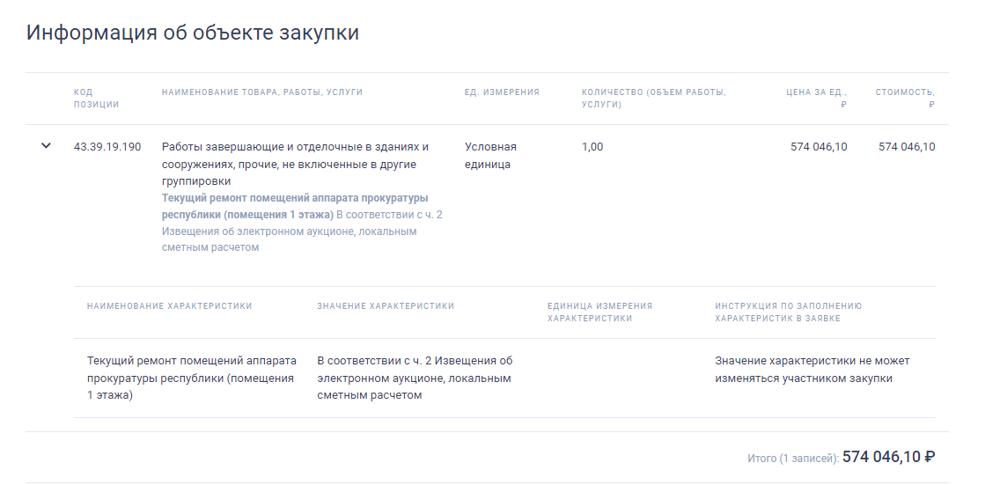 Информация об объекте закупки
КОД
ПОЗИЦИИ
НАИМЕНОВАНИЕ ТОВАРА, РАБОТЫ, УСЛУГИ
ЕД. ИЗМЕРЕНИЯ
КОЛИЧЕСТВО (ОБЪЕМ РАБОТЫ,
УСЛУГИ)
ЦЕНА ЗА ЕД.,
₽
СТОИМОСТЬ,
₽
43.39.19.190
Работы завершающие и отделочные в зданиях и
сооружениях, прочие, не включенные в другие
группировки
Текущий ремонт помещений аппарата прокуратуры
республики (помещения 1 этажа) В соответствии с ч. 2
Извещения об электронном аукционе, локальным
сметным расчетом
Условная
единица
1,00
574 046,10
574 046,10
НАИМЕНОВАНИЕ ХАРАКТЕРИСТИКИ
ЗНАЧЕНИЕ ХАРАКТЕРИСТИКИ
ЕДИНИЦА ИЗМЕРЕНИЯ
ХАРАКТЕРИСТИКИ
ИНСТРУКЦИЯ ПО ЗАПОЛНЕНИЮ
ХАРАКТЕРИСТИК В ЗАЯВКЕ
Текущий ремонт помещений аппарата
прокуратуры республики (помещения
1 этажа)
В соответствии с ч. 2 Извещения об
электронном аукционе, локальным
сметным расчетом
Значение характеристики не может
изменяться участником закупки
Итого (1 записей): 574 046,10 ₽